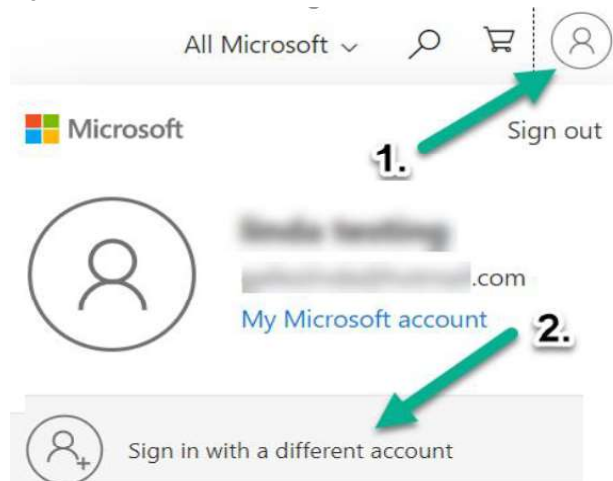 All Microsoft
1.
Microsoft
Sign out
.com
My Microsoft account
2.
Sign in with a different account